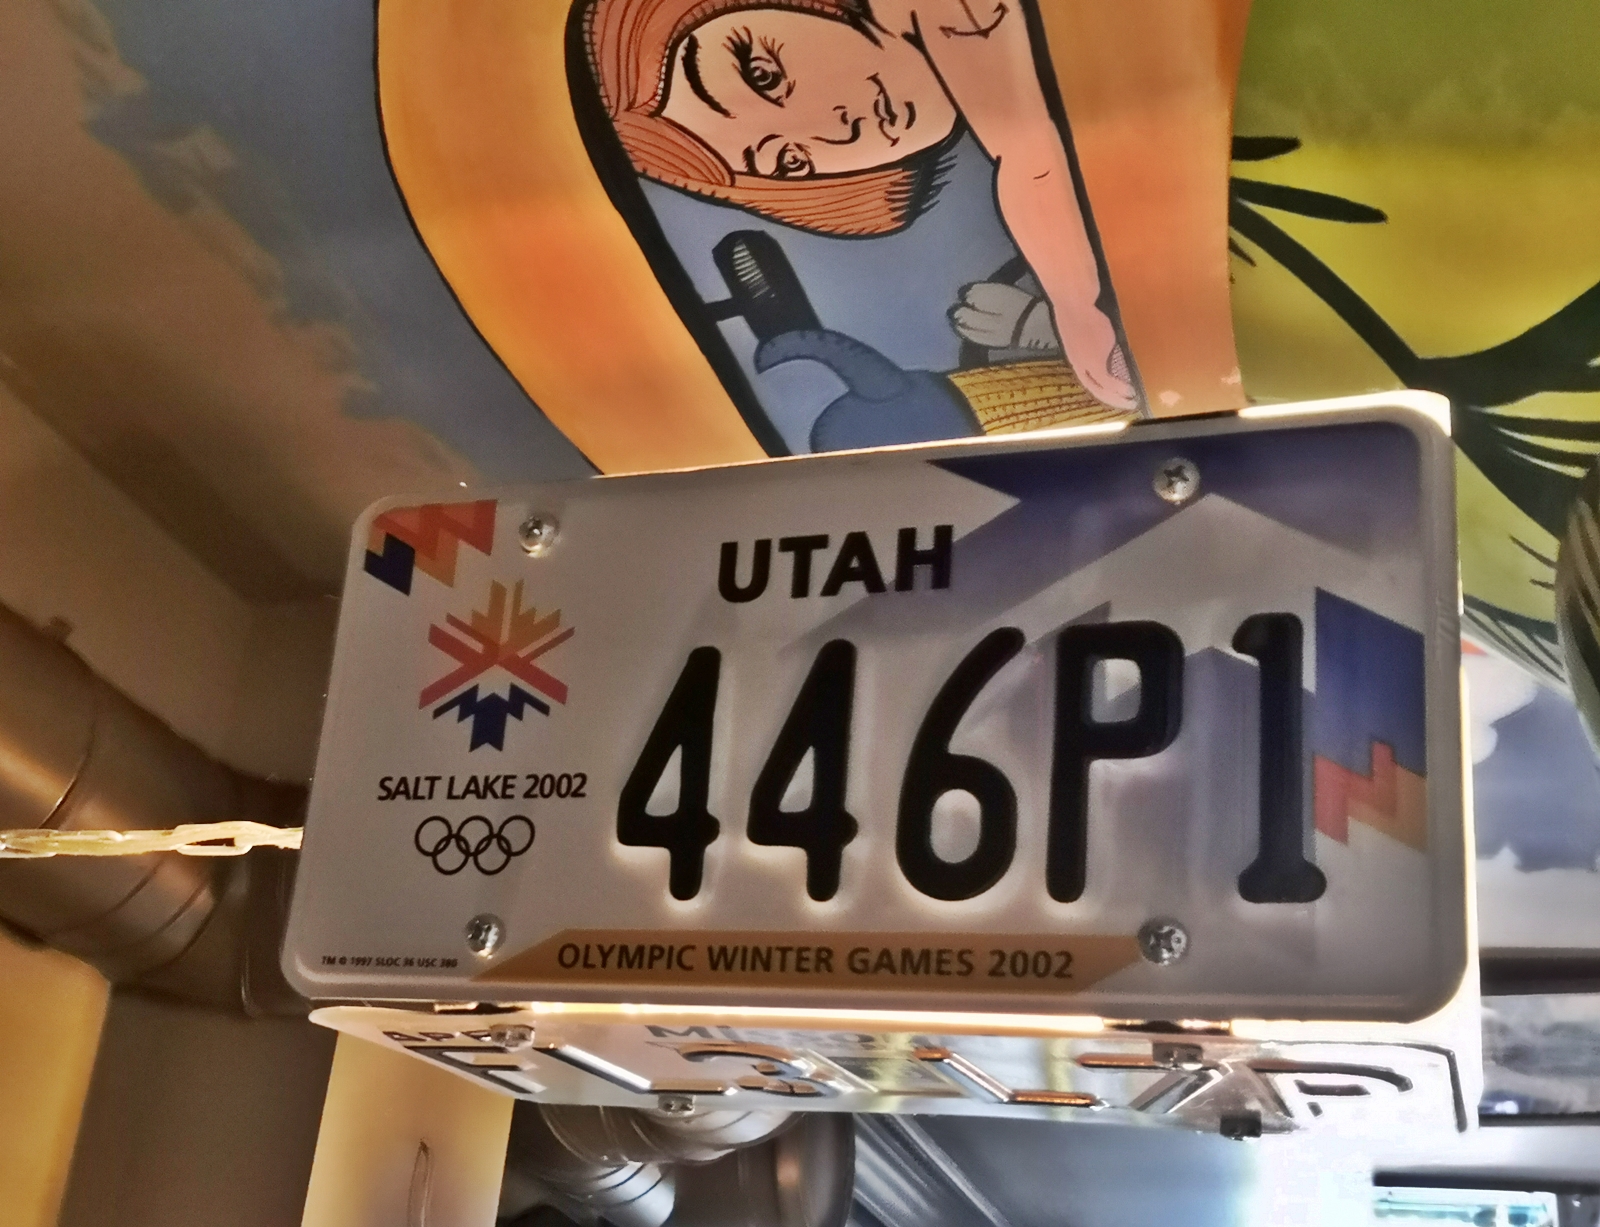 UTAH
446P1
SALT LAKE 2002
OLYMPIC WINTER GAMES 2002
TM © 1997 SLOC 36 USC 380